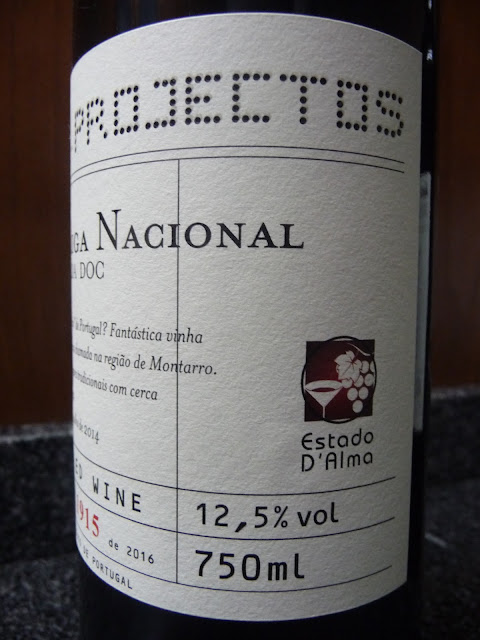 PROJECTOS
NACIONAL
DOC
Portugal? Fantástica vinha
na região de Montarro.
com cerca
de 2014
Estado
D'Alma
WINE
12,5% vol
915 de 2016
750ml
DE PORTUGAL